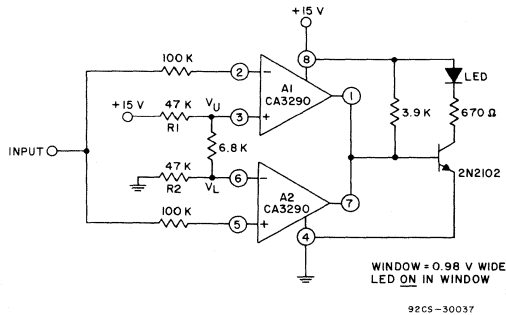 +15 V
8
100 K
2
−
A1
CA3290
1
LED
+15 V
47 K
R1
VU
3
+
3.9 K
670 Ω
6.8 K
INPUT
47 K
R2
VL
6
−
A2
CA3290
7
2N2102
100 K
5
+
4
WINDOW = 0.98 V WIDE
LED ON IN WINDOW
92CS-30037